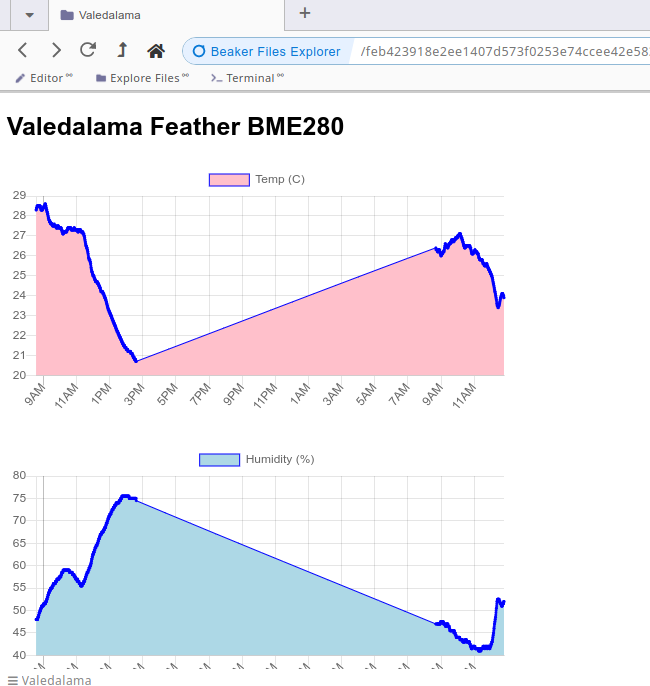 Valedalama
+
Beaker Files Explorer /feb423918e2ee1407d573f0253e74ccee42e58
Editor ∞ Explore Files ∞ Terminal ∞
Valedalama Feather BME280
Temp (C)
29
28
27
26
25
24
23
22
21
20
9AM 11AM 1PM 3PM 5PM 7PM 9PM 11PM 1AM 3AM 5AM 7AM 9AM 11AM
Humidity (%)
80
75
70
65
60
55
50
45
40
Valedalama